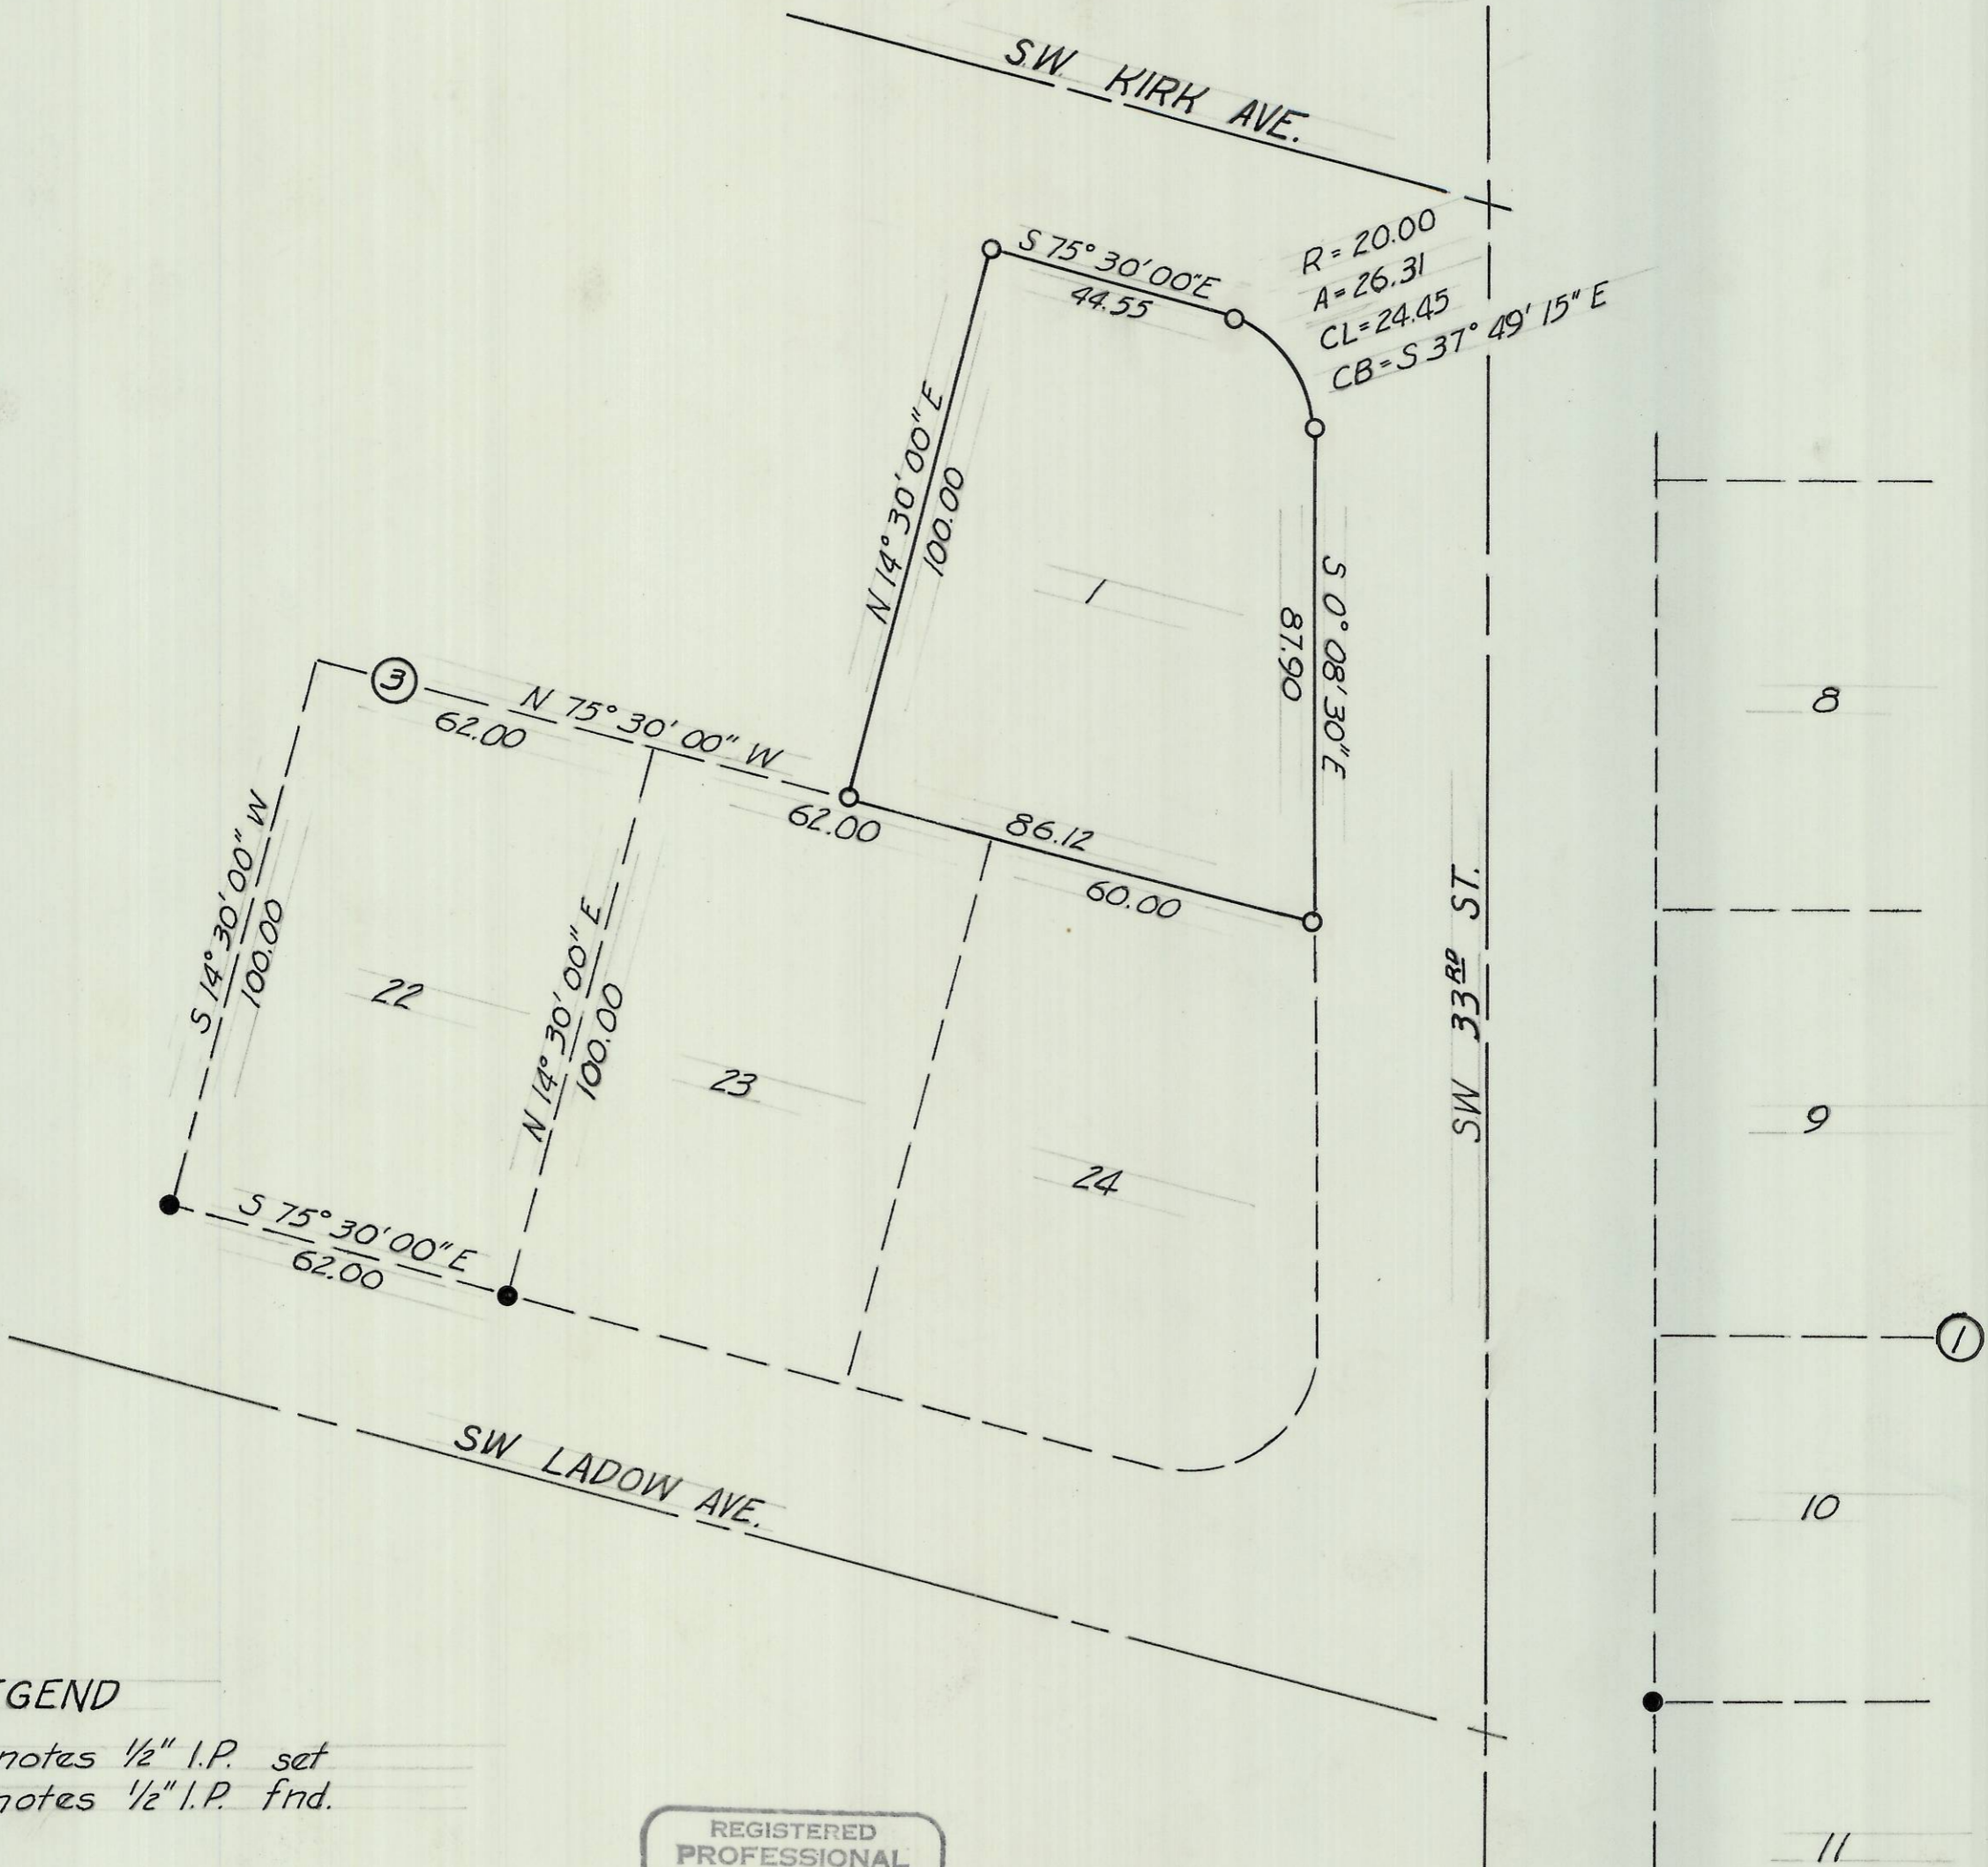 S.W. KIRK AVE.
R = 20.00
A = 26.31
CL = 24.45
CB = S 37° 49' 15" E
S 75° 30' 00" E
44.55
N 14° 30' 00" E
100.00
1
S 0° 08' 30" E
87.90
8
3
N 75° 30' 00" W
62.00
62.00
86.12
60.00
S 14° 30' 00" W
100.00
N 14° 30' 00" E
100.00
22
23
24
SW 33RD ST.
9
S 75° 30' 00" E
62.00
1
SW LADOW AVE.
10
EGEND
notes 1/2" I.P. set
notes 1/2" I.P. fnd.
REGISTERED
PROFESSIONAL
11